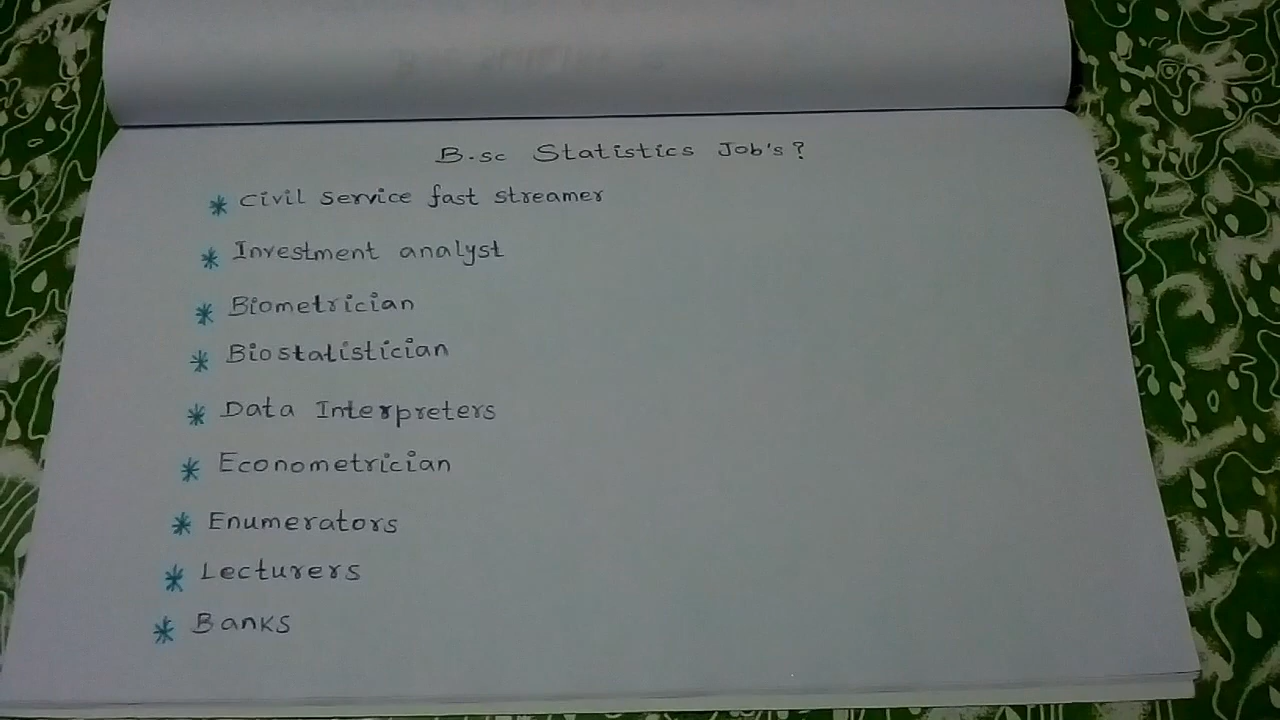 B.sc Statistics Job's?
* Civil Service fast streamer
* Investment analyst
* Biometrician
* Biostatistician
* Data Interpreters
* Econometrician
* Enumerators
* Lecturers
* Banks